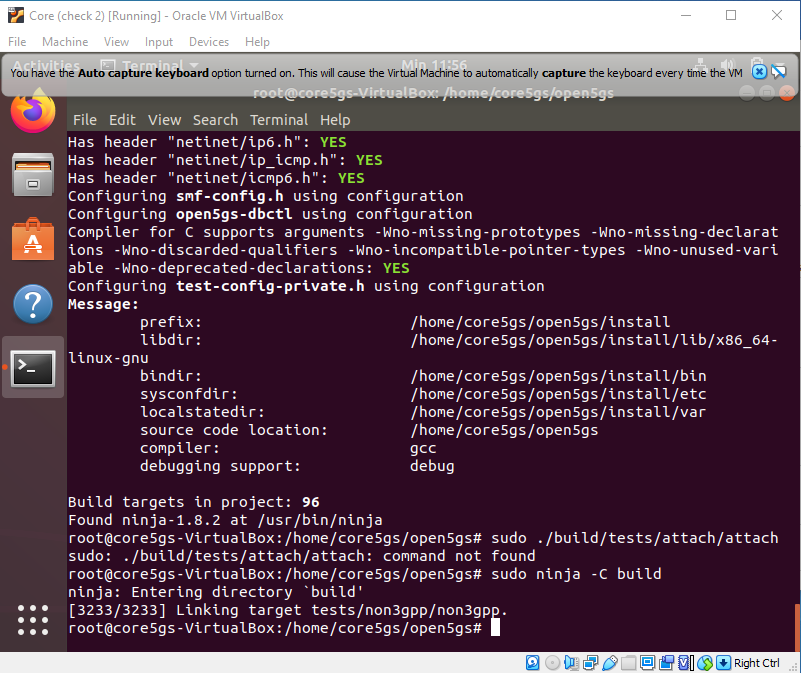 Core (check 2) [Running] - Oracle VM VirtualBox
File Machine View Input Devices Help
Activities Terminal Min 11:56
You have the Auto capture keyboard option turned on. This will cause the Virtual Machine to automatically capture the keyboard every time the VM
root@core5gs-VirtualBox: /home/core5gs/open5gs
File Edit View Search Terminal Help
Has header "netinet/ip6.h": YES
Has header "netinet/ip_icmp.h": YES
Has header "netinet/icmp6.h": YES
Configuring smf-config.h using configuration
Configuring open5gs-dbctl using configuration
Compiler for C supports arguments -Wno-missing-prototypes -Wno-missing-declarat
ions -Wno-discarded-qualifiers -Wno-incompatible-pointer-types -Wno-unused-vari
able -Wno-deprecated-declarations: YES
Configuring test-config-private.h using configuration
Message:
prefix: /home/core5gs/open5gs/install
libdir: /home/core5gs/open5gs/install/lib/x86_64-
linux-gnu
bindir: /home/core5gs/open5gs/install/bin
sysconfdir: /home/core5gs/open5gs/install/etc
localstatedir: /home/core5gs/open5gs/install/var
source code location: /home/core5gs/open5gs
compiler: gcc
debugging support: debug
Build targets in project: 96
Found ninja-1.8.2 at /usr/bin/ninja
root@core5gs-VirtualBox:/home/core5gs/open5gs# sudo ./build/tests/attach/attach
sudo: ./build/tests/attach/attach: command not found
root@core5gs-VirtualBox:/home/core5gs/open5gs# sudo ninja -C build
ninja: Entering directory `build'
[3233/3233] Linking target tests/non3gpp/non3gpp.
root@core5gs-VirtualBox:/home/core5gs/open5gs#
Right Ctrl